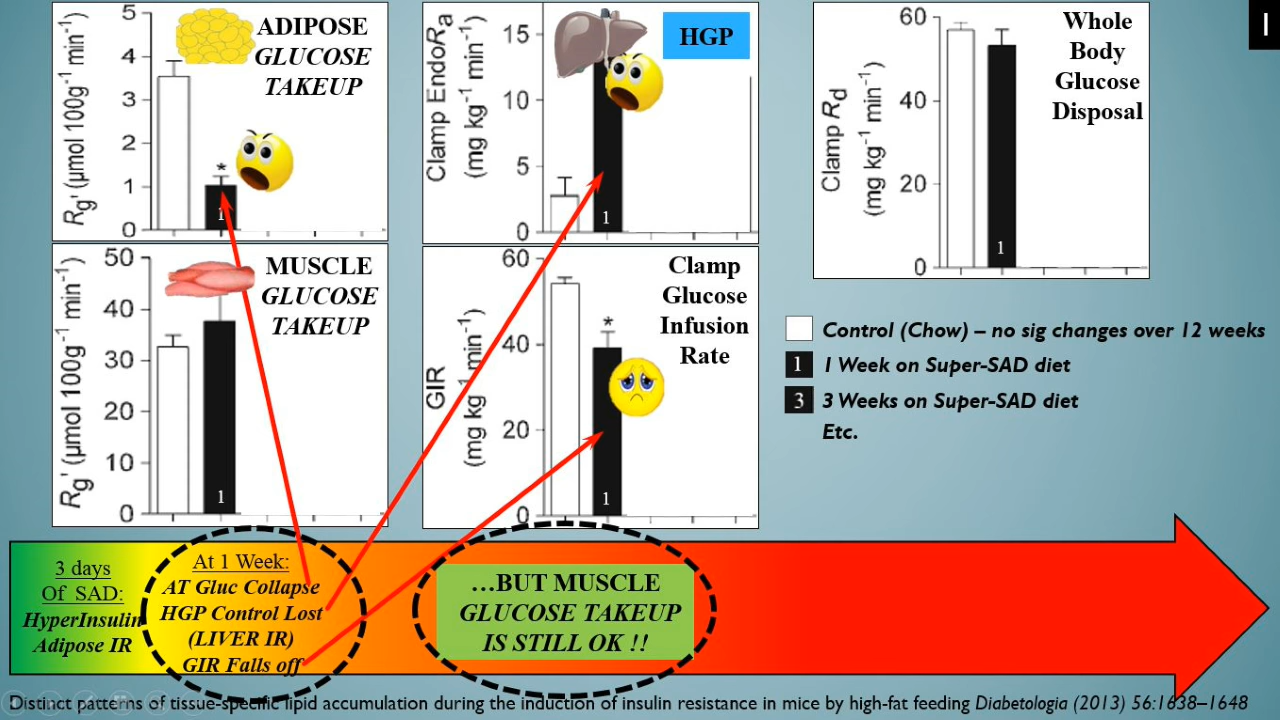 5
4
3
2
1
0
Rg' (μmol 100g⁻¹ min⁻¹)
ADIPOSE
GLUCOSE
TAKEUP
*
1
15
10
5
0
Clamp EndoRa
(mg kg⁻¹ min⁻¹)
HGP
1
60
40
20
0
Clamp Rd
(mg kg⁻¹ min⁻¹)
Whole
Body
Glucose
Disposal
1
I
50
40
30
20
10
0
Rg' (μmol 100g⁻¹ min⁻¹)
MUSCLE
GLUCOSE
TAKEUP
1
60
40
20
0
GIR
(mg kg⁻¹ min⁻¹)
Clamp
Glucose
Infusion
Rate
*
1
Control (Chow) – no sig changes over 12 weeks
1 1 Week on Super-SAD diet
3 3 Weeks on Super-SAD diet
Etc.
3 days
Of SAD:
HyperInsulin
Adipose IR
At 1 Week:
AT Gluc Collapse
HGP Control Lost
(LIVER IR)
GIR Falls off
…BUT MUSCLE
GLUCOSE TAKEUP
IS STILL OK !!
Distinct patterns of tissue-specific lipid accumulation during the induction of insulin resistance in mice by high-fat feeding Diabetologia (2013) 56:1638–1648